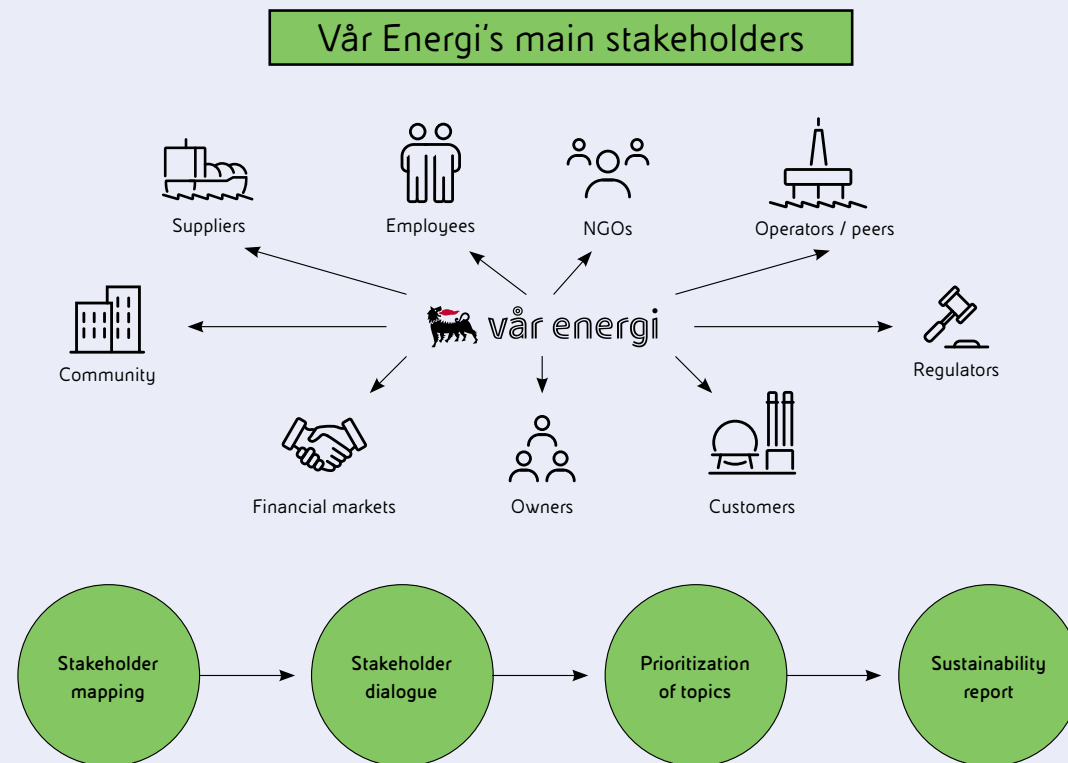 Vår Energi's main stakeholders
Suppliers
Employees
NGOs
Operators / peers
vår energi
Community
Regulators
Financial markets
Owners
Customers
Stakeholder
mapping
Stakeholder
dialogue
Prioritization
of topics
Sustainability
report